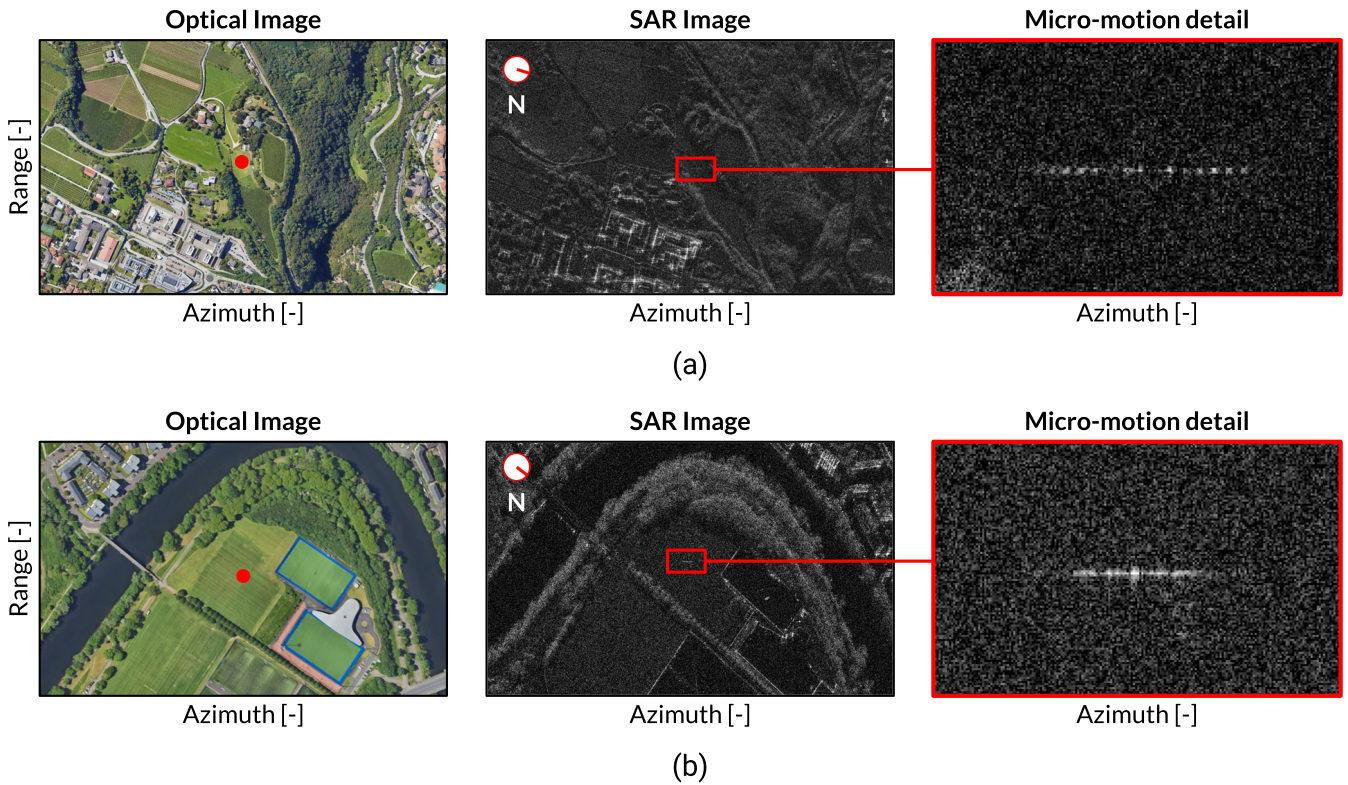 Optical Image
SAR Image
Micro-motion detail
Range [-]
N
Azimuth [-]
Azimuth [-]
Azimuth [-]
(a)
Optical Image
SAR Image
Micro-motion detail
Range [-]
N
Azimuth [-]
Azimuth [-]
Azimuth [-]
(b)